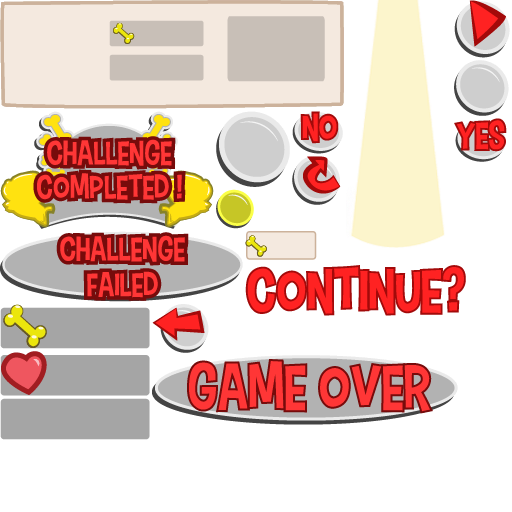 NO
YES
CHALLENGE
COMPLETED !
CHALLENGE
FAILED
CONTINUE?
GAME OVER